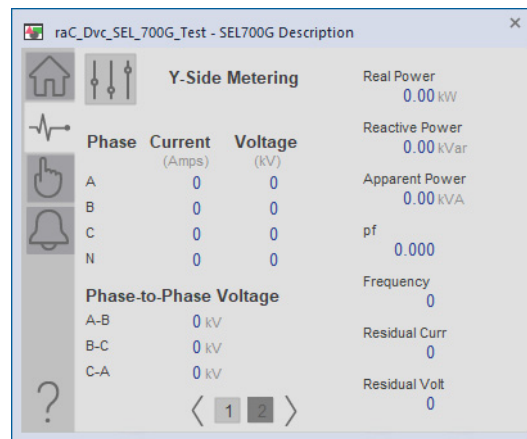 raC_Dvc_SEL_700G_Test - SEL700G Description
Y-Side Metering
Phase Current Voltage
(Amps) (kV)
A 0 0
B 0 0
C 0 0
N 0 0
Phase-to-Phase Voltage
A-B 0 kV
B-C 0 kV
C-A 0 kV
1 2
?
Real Power
0.00 kW
Reactive Power
0.00 kVar
Apparent Power
0.00 kVA
pf
0.000
Frequency
0
Residual Curr
0
Residual Volt
0